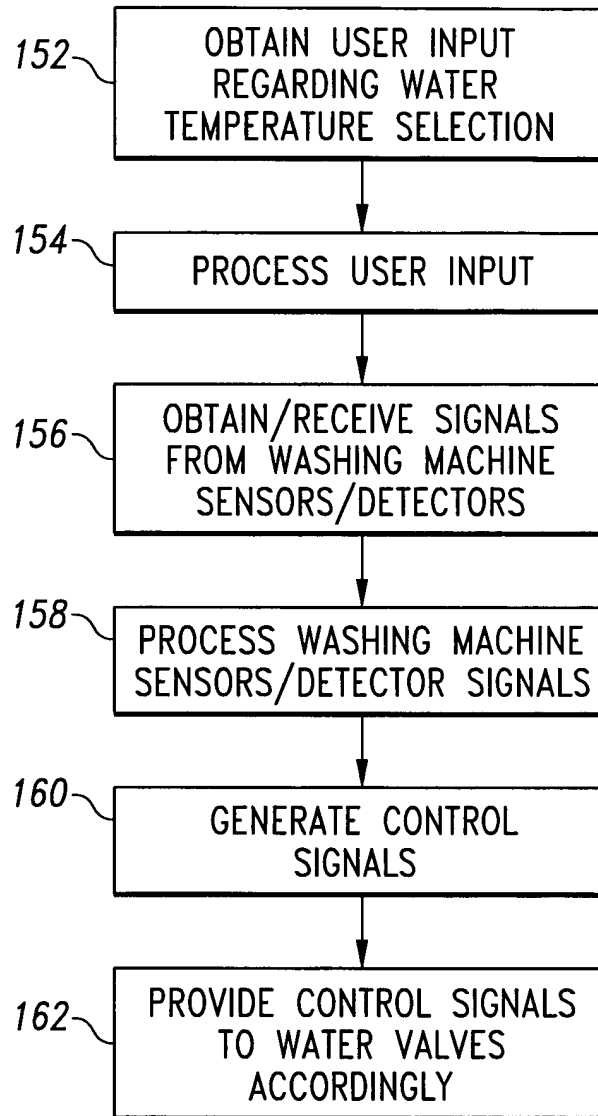 152
OBTAIN USER INPUT
REGARDING WATER
TEMPERATURE SELECTION
154
PROCESS USER INPUT
156
OBTAIN/RECEIVE SIGNALS
FROM WASHING MACHINE
SENSORS/DETECTORS
158
PROCESS WASHING MACHINE
SENSORS/DETECTOR SIGNALS
160
GENERATE CONTROL
SIGNALS
162
PROVIDE CONTROL SIGNALS
TO WATER VALVES
ACCORDINGLY